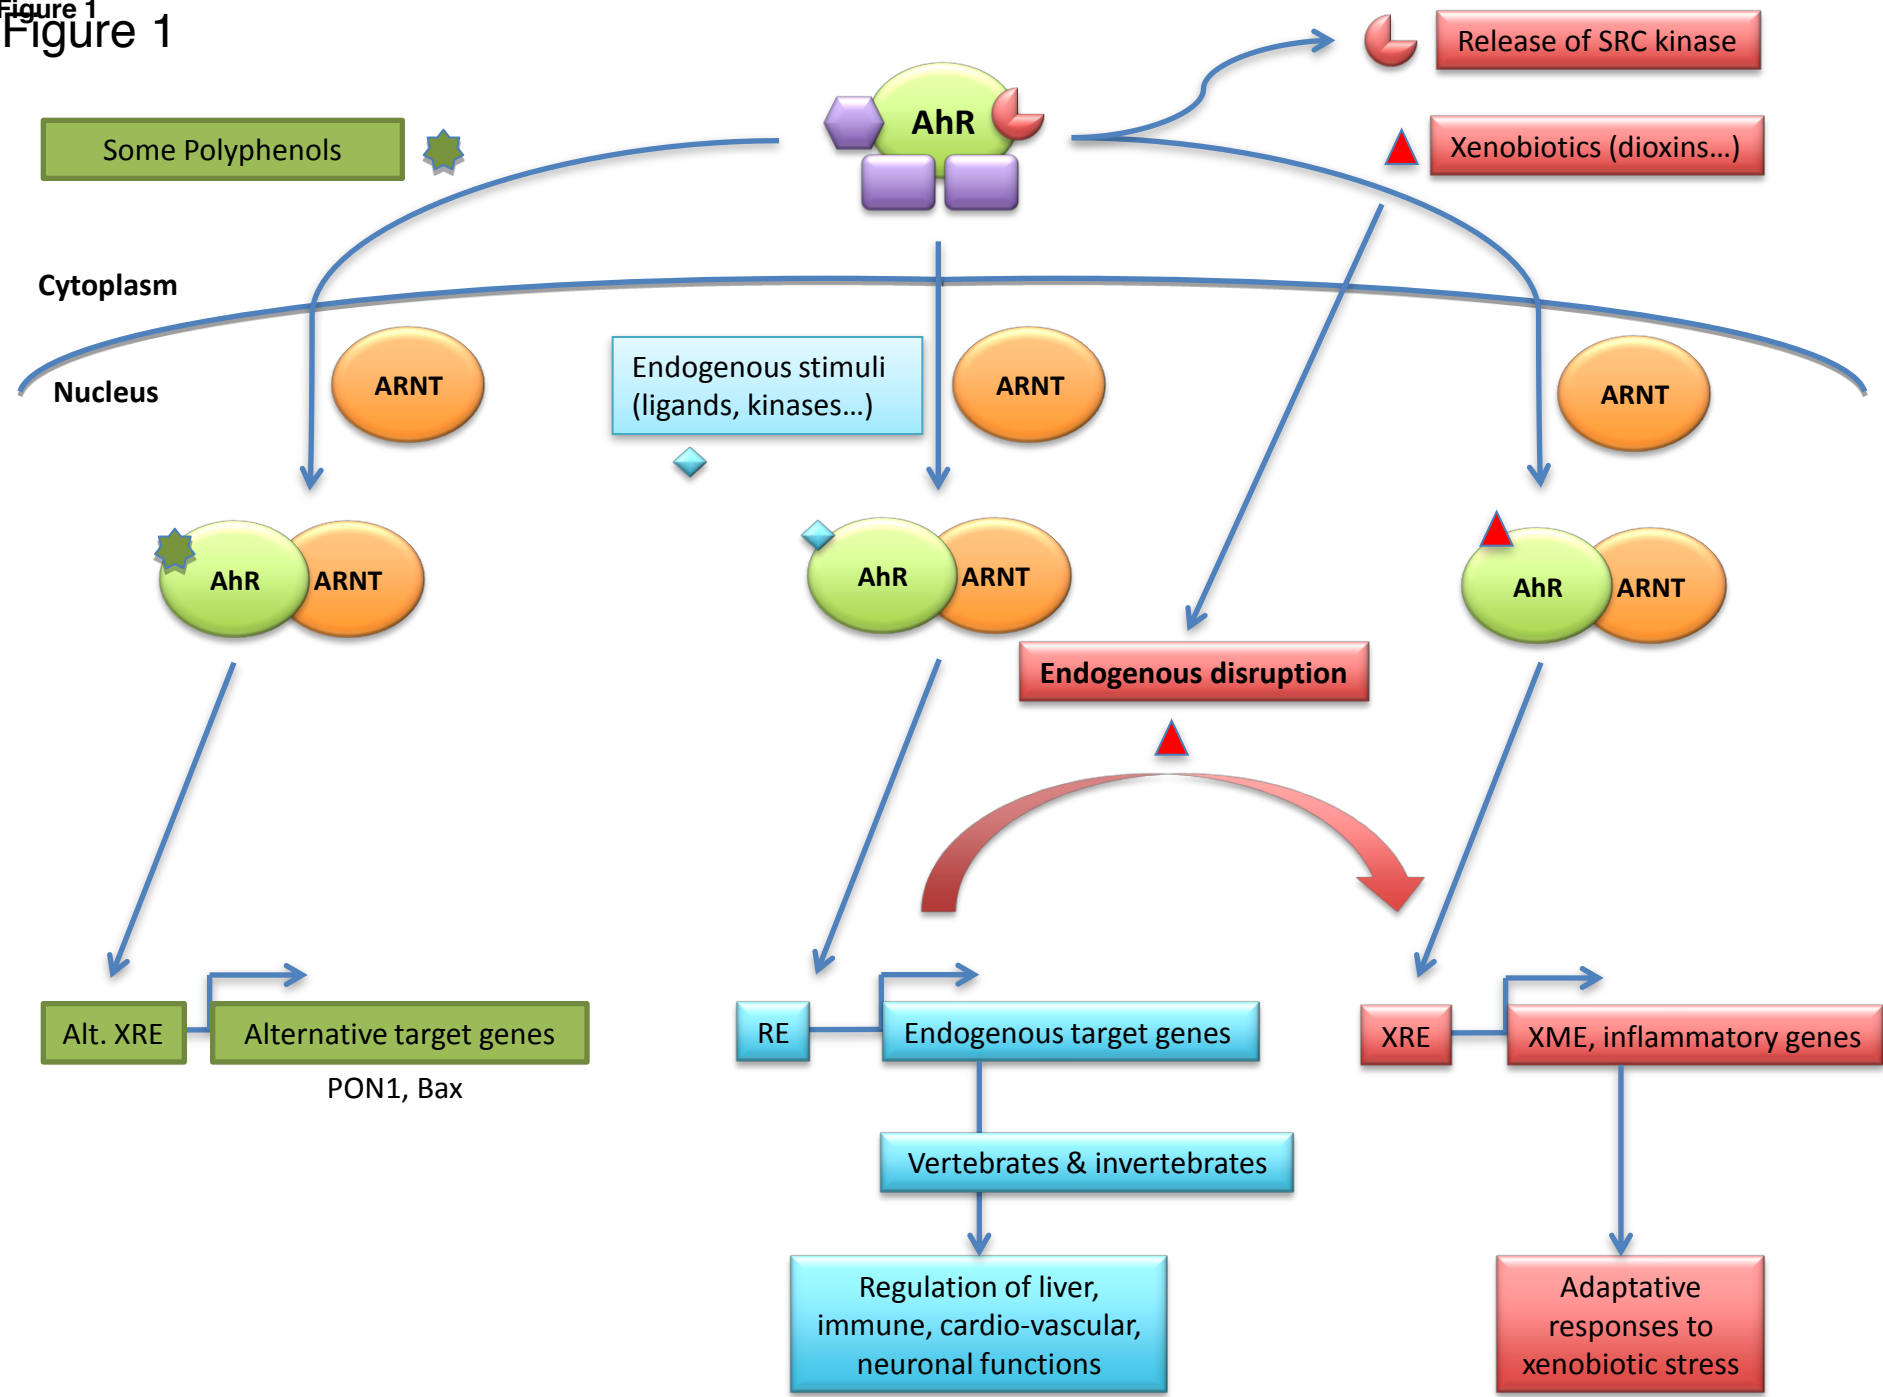 Figure 1
Figure 1
Release of SRC kinase
AhR
Some Polyphenols
Xenobiotics (dioxins...)
Cytoplasm
Nucleus
ARNT
Endogenous stimuli
(ligands, kinases...)
ARNT
ARNT
AhR
ARNT
AhR
ARNT
AhR
ARNT
Endogenous disruption
Alt. XRE
Alternative target genes
PON1, Bax
RE
Endogenous target genes
XRE
XME, inflammatory genes
Vertebrates & invertebrates
Regulation of liver,
immune, cardio-vascular,
neuronal functions
Adaptative
responses to
xenobiotic stress